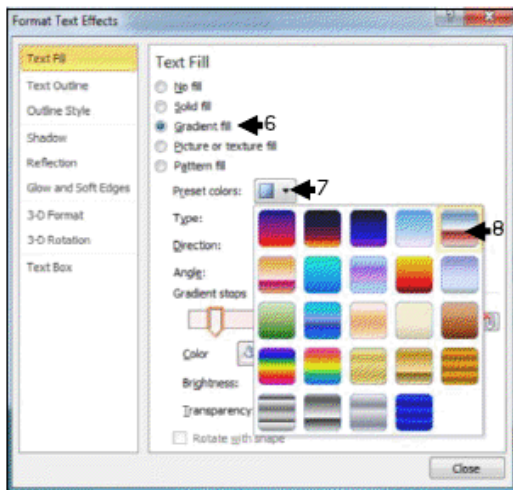 Format Text Effects
Text Fill
Text Outline
Outline Style
Shadow
Reflection
Glow and Soft Edges
3-D Format
3-D Rotation
Text Box
Text Fill
No fill
Solid fill
Gradient fill 6
Picture or texture fill
Pattern fill
Preset colors: 7
Type: 8
Direction:
Angle:
Gradient stops
Color
Brightness:
Transparency
Rotate with shape
Close